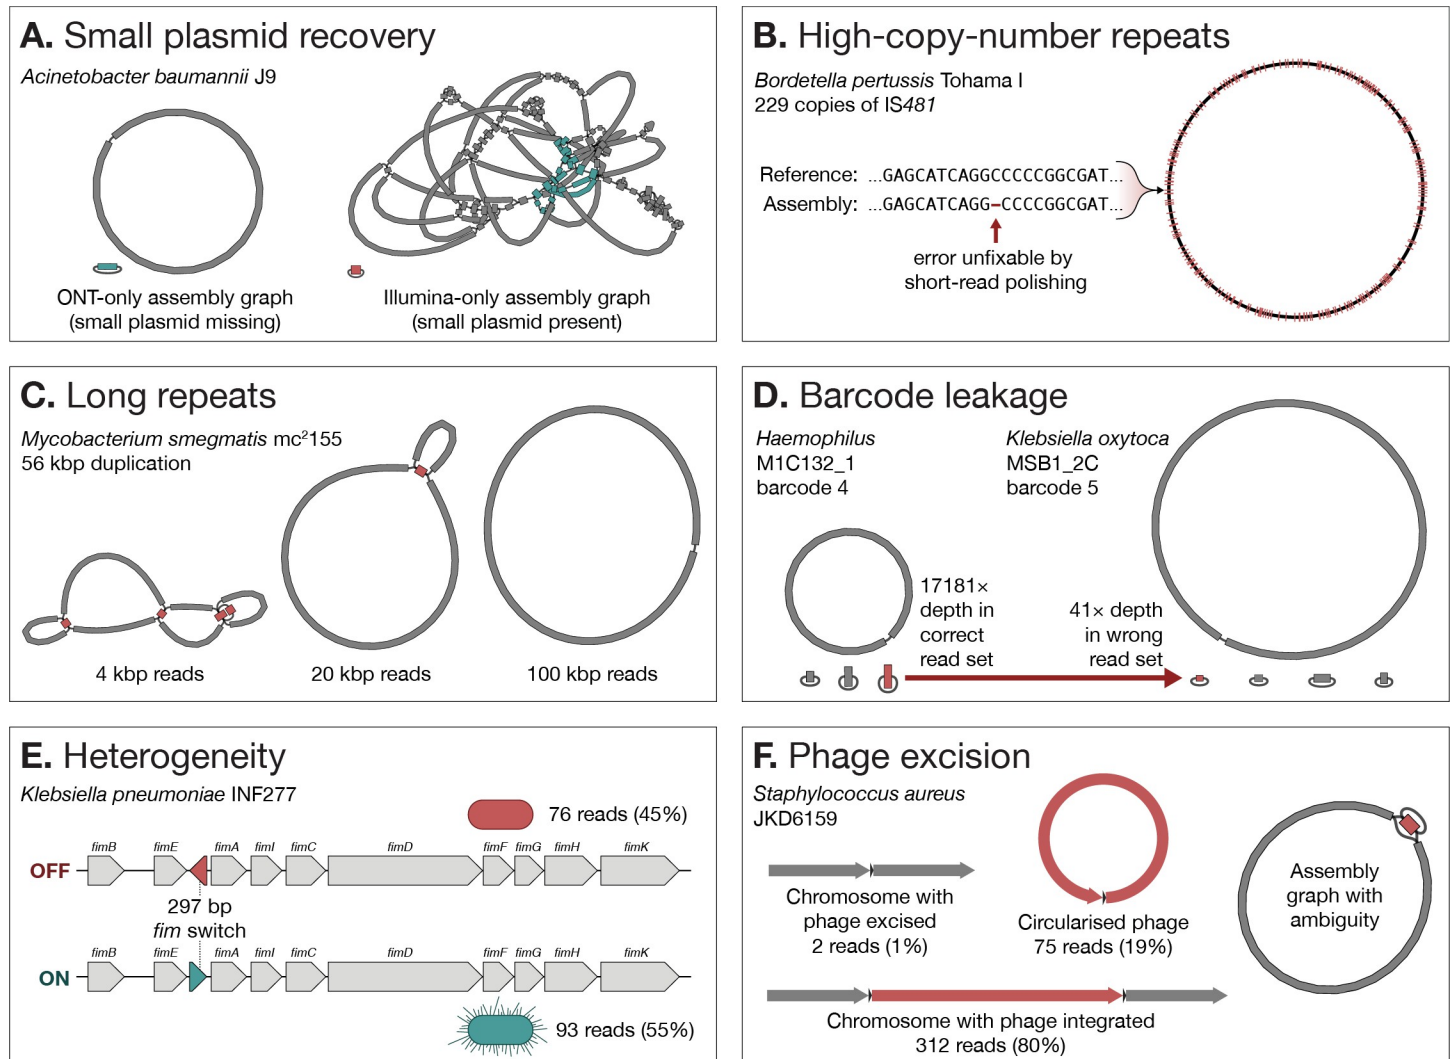 A. Small plasmid recovery
Acinetobacter baumannii J9
ONT-only assembly graph
(small plasmid missing)
Illumina-only assembly graph
(small plasmid present)
B. High-copy-number repeats
Bordetella pertussis Tohama I
229 copies of IS481
Reference: ...GAGCATCAGGCCCCCGGCGAT...
Assembly: ...GAGCATCAGG–CCCCGGCGAT...
error unfixable by
short-read polishing
C. Long repeats
Mycobacterium smegmatis mc²155
56 kbp duplication
4 kbp reads
20 kbp reads
100 kbp reads
D. Barcode leakage
Haemophilus
M1C132_1
barcode 4
Klebsiella oxytoca
MSB1_2C
barcode 5
17181×
depth in
correct
read set
41× depth
in wrong
read set
E. Heterogeneity
Klebsiella pneumoniae INF277
76 reads (45%)
fimB fimE fimA fimI fimC fimD fimF fimG fimH fimK
OFF
297 bp
fim switch
fimB fimE fimA fimI fimC fimD fimF fimG fimH fimK
ON
93 reads (55%)
F. Phage excision
Staphylococcus aureus
JKD6159
Chromosome with
phage excised
2 reads (1%)
Circularised phage
75 reads (19%)
Assembly
graph with
ambiguity
Chromosome with phage integrated
312 reads (80%)